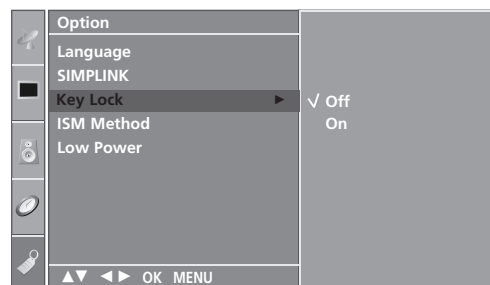 Option
Language
SIMPLINK
Key Lock ► √ Off
ISM Method On
Low Power
▲▼ ◄► OK MENU